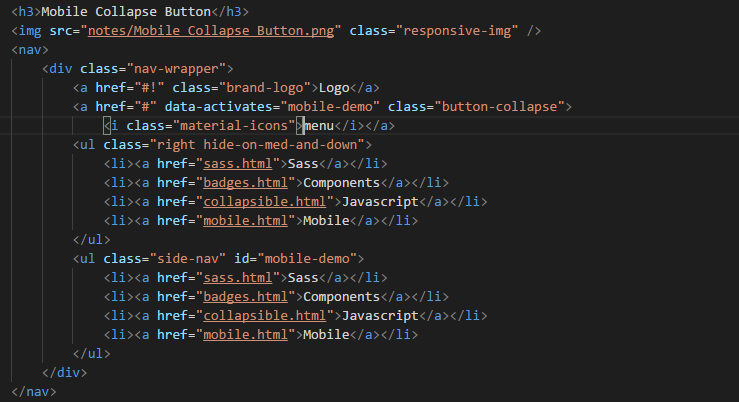 <h3>Mobile Collapse Button</h3>
<img src="notes/Mobile Collapse Button.png" class="responsive-img" />
<nav>
<div class="nav-wrapper">
<a href="#!" class="brand-logo">Logo</a>
<a href="#" data-activates="mobile-demo" class="button-collapse">
<i class="material-icons">menu</i></a>
<ul class="right hide-on-med-and-down">
<li><a href="sass.html">Sass</a></li>
<li><a href="badges.html">Components</a></li>
<li><a href="collapsible.html">Javascript</a></li>
<li><a href="mobile.html">Mobile</a></li>
</ul>
<ul class="side-nav" id="mobile-demo">
<li><a href="sass.html">Sass</a></li>
<li><a href="badges.html">Components</a></li>
<li><a href="collapsible.html">Javascript</a></li>
<li><a href="mobile.html">Mobile</a></li>
</ul>
</div>
</nav>